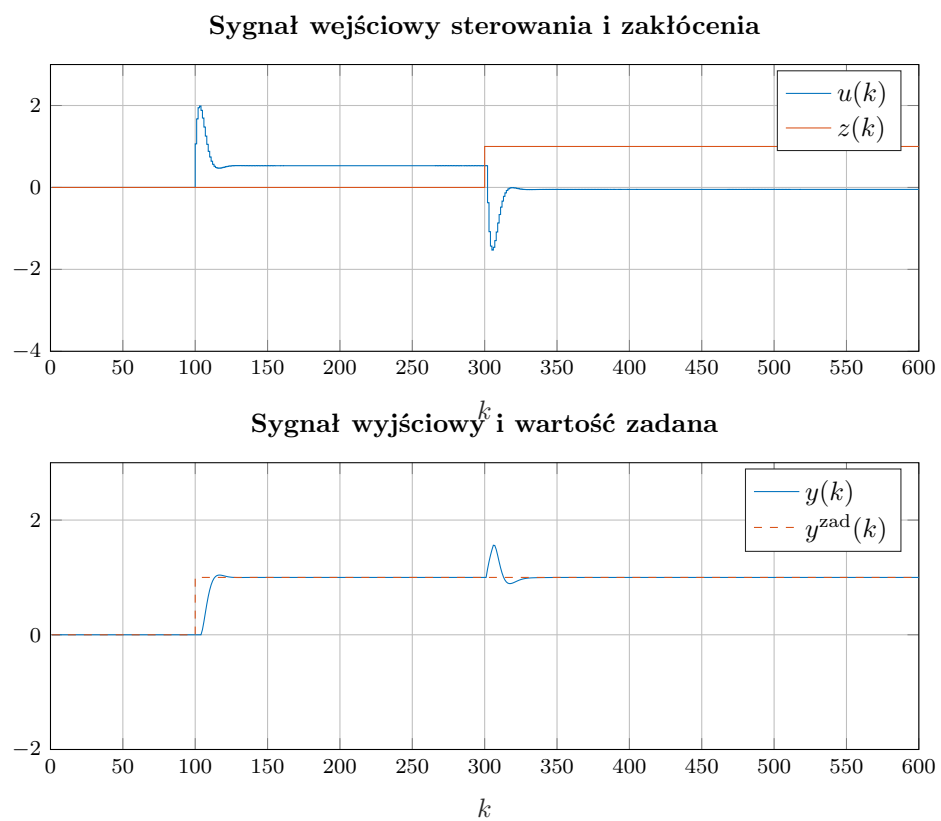 Sygnał wejściowy sterowania i zakłócenia
u(k)
z(k)
2
0
−2
−4
0 50 100 150 200 250 300 350 400 450 500 550 600
k
Sygnał wyjściowy i wartość zadana
y(k)
y^zad(k)
2
0
−2
0 50 100 150 200 250 300 350 400 450 500 550 600
k